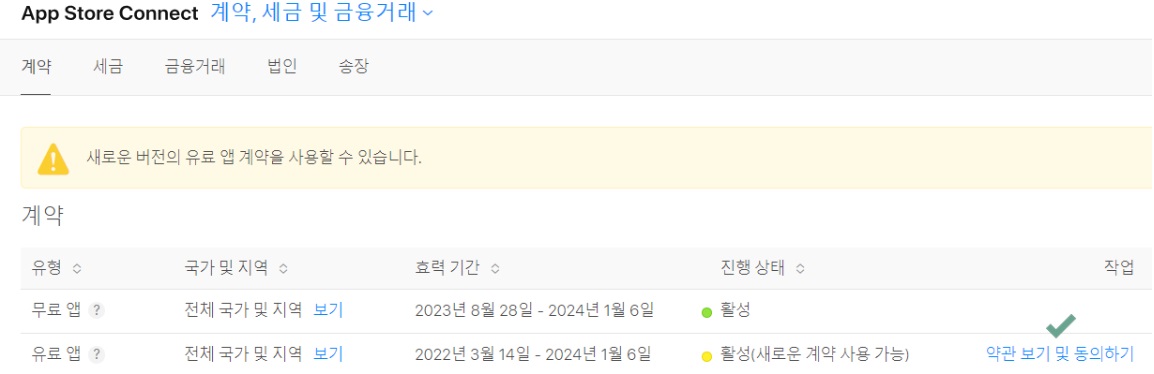 App Store Connect 계약, 세금 및 금융거래
계약 세금 금융거래 법인 송장
새로운 버전의 유료 앱 계약을 사용할 수 있습니다.
계약
유형 국가 및 지역 효력 기간 진행 상태 작업
무료 앱 ? 전체 국가 및 지역 보기 2023년 8월 28일 - 2024년 1월 6일 활성
유료 앱 ? 전체 국가 및 지역 보기 2022년 3월 14일 - 2024년 1월 6일 활성(새로운 계약 사용 가능) 약관 보기 및 동의하기